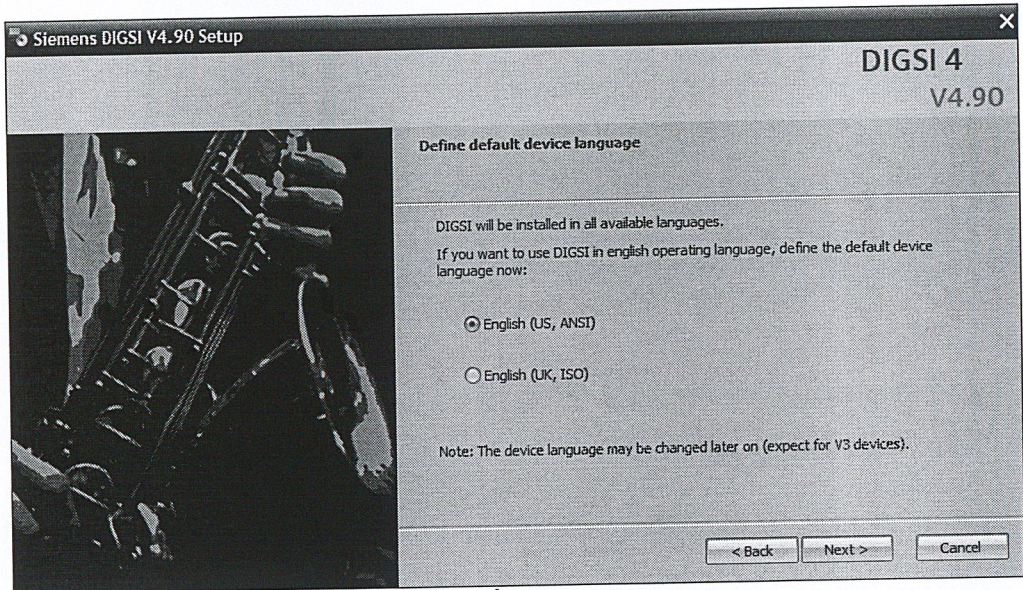 Siemens DIGSI V4.90 Setup
DIGSI 4
V4.90
Define default device language
DIGSI will be installed in all available languages.
If you want to use DIGSI in english operating language, define the default device
language now:
English (US, ANSI)
English (UK, ISO)
Note: The device language may be changed later on (expect for V3 devices).
< Back
Next >
Cancel